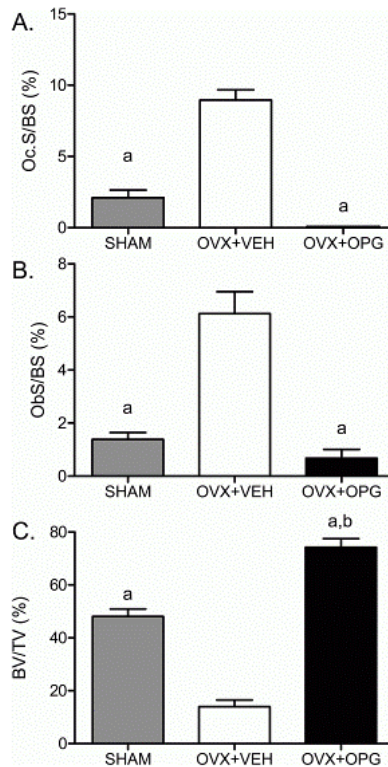 A.
Oc.S/BS (%)
15
10
5
0
a
a
SHAM
OVX+VEH
OVX+OPG
B.
ObS/BS (%)
8
6
4
2
0
a
a
SHAM
OVX+VEH
OVX+OPG
C.
BV/TV (%)
80
60
40
20
0
a
a,b
SHAM
OVX+VEH
OVX+OPG